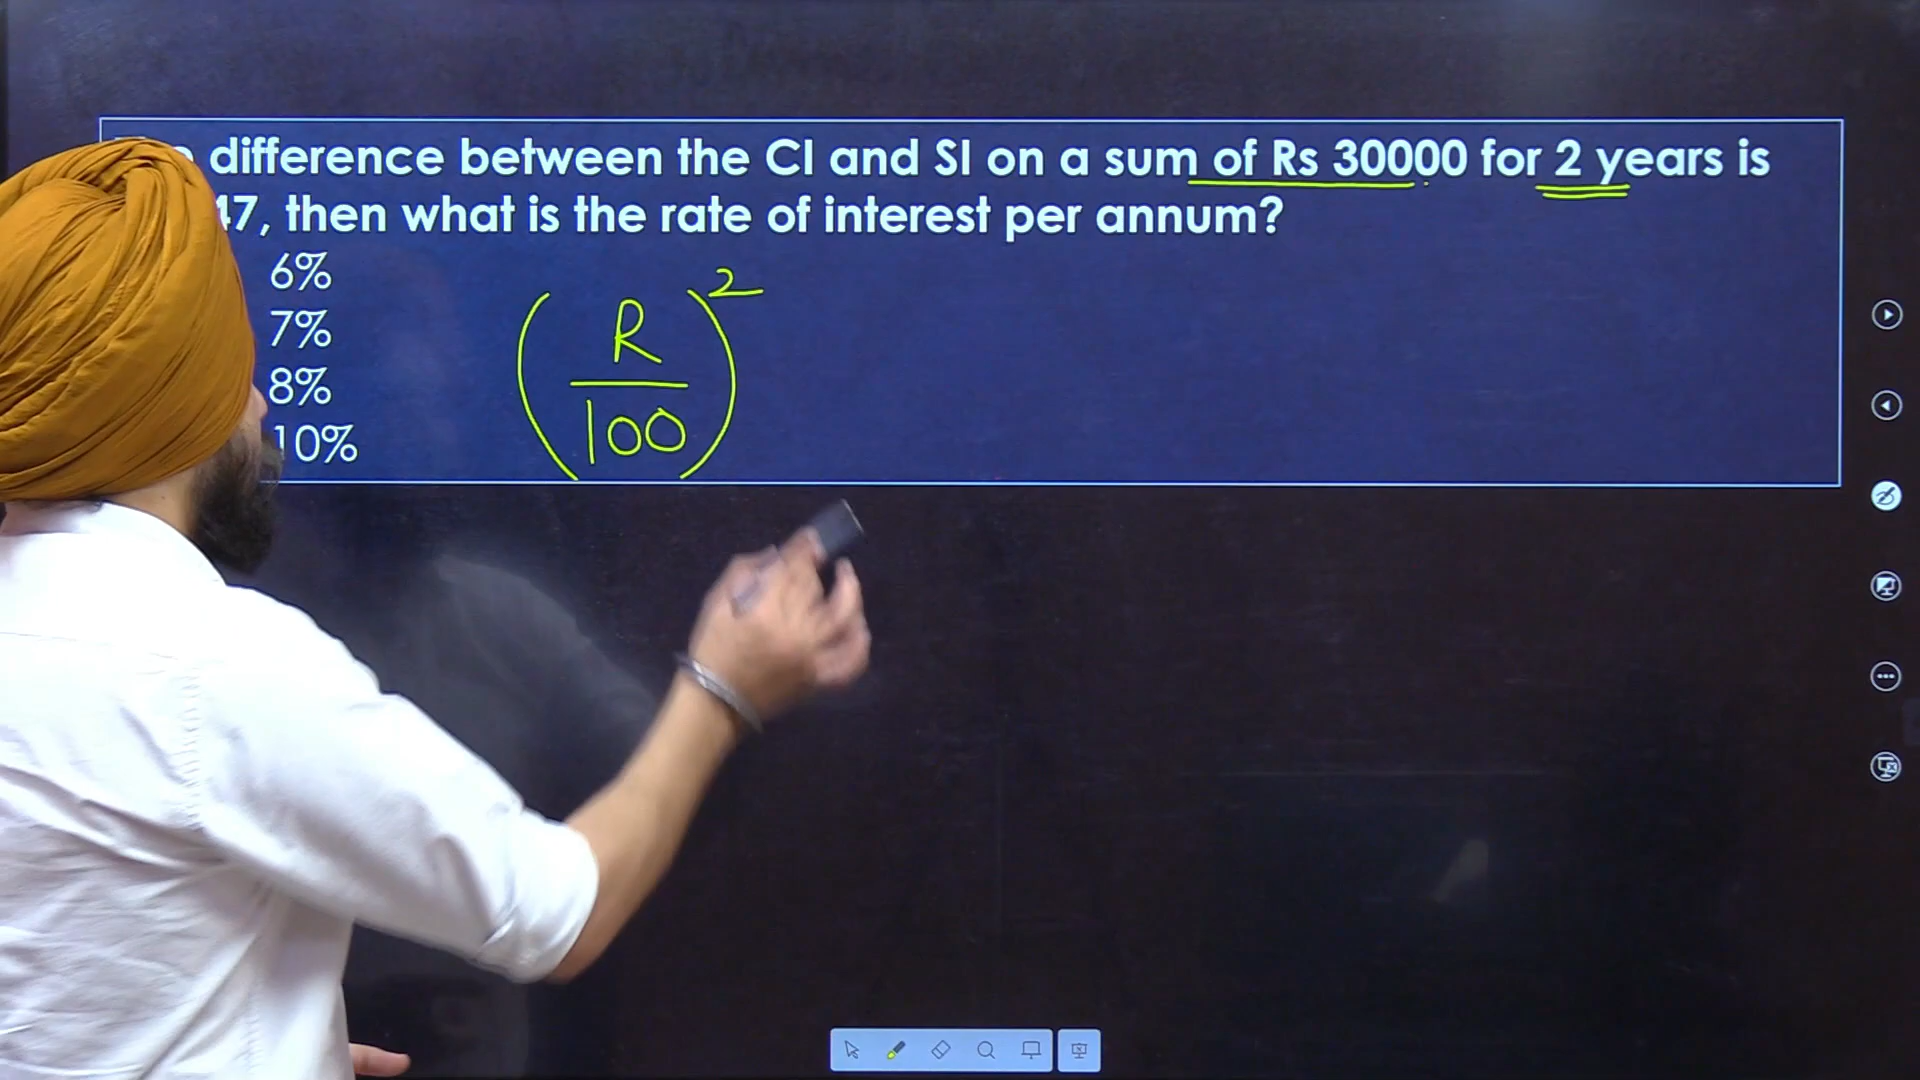 difference between the CI and SI on a sum of Rs 30000 for 2 years is
47, then what is the rate of interest per annum?
6%
7%
8%
10%
(R/100)²